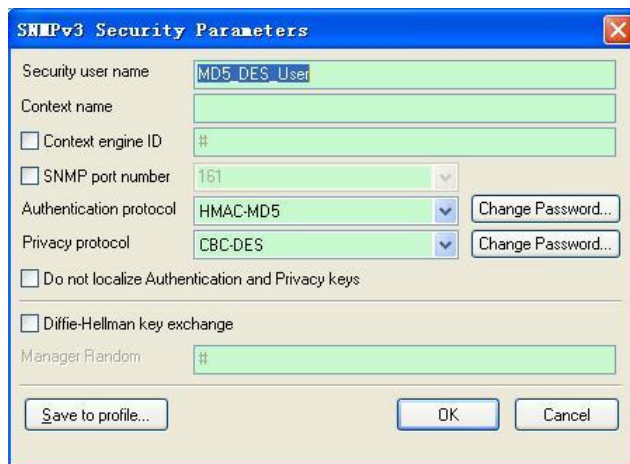 SNMPv3 Security Parameters
Security user name MD5_DES_User
Context name
Context engine ID #
SNMP port number 161
Authentication protocol HMAC-MD5 Change Password...
Privacy protocol CBC-DES Change Password...
Do not localize Authentication and Privacy keys
Diffie-Hellman key exchange
Manager Random #
Save to profile... OK Cancel